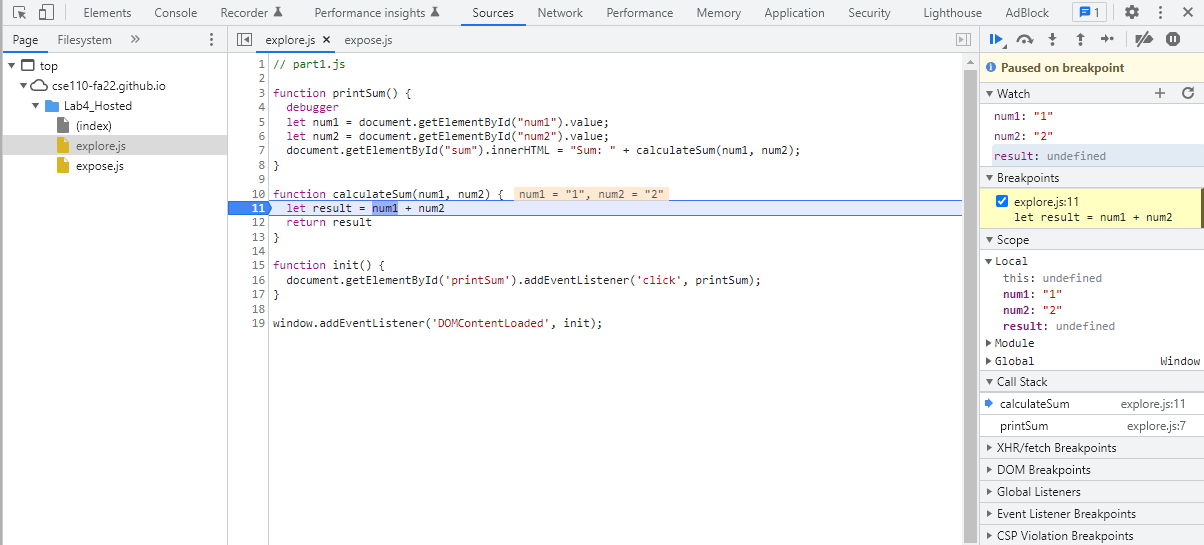 Elements Console Recorder Performance insights Sources Network Performance Memory Application Security Lighthouse AdBlock 1
Page Filesystem »
explore.js × expose.js
top
cse110-fa22.github.io
Lab4_Hosted
(index)
explore.js
expose.js
1 // part1.js
2
3 function printSum() {
4 debugger
5 let num1 = document.getElementById("num1").value;
6 let num2 = document.getElementById("num2").value;
7 document.getElementById("sum").innerHTML = "Sum: " + calculateSum(num1, num2);
8 }
9
10 function calculateSum(num1, num2) { num1 = "1", num2 = "2"
11 let result = num1 + num2
12 return result
13 }
14
15 function init() {
16 document.getElementById('printSum').addEventListener('click', printSum);
17 }
18
19 window.addEventListener('DOMContentLoaded', init);
Paused on breakpoint
Watch
num1: "1"
num2: "2"
result: undefined
Breakpoints
explore.js:11
let result = num1 + num2
Scope
Local
this: undefined
num1: "1"
num2: "2"
result: undefined
Module
Global Window
Call Stack
calculateSum explore.js:11
printSum explore.js:7
XHR/fetch Breakpoints
DOM Breakpoints
Global Listeners
Event Listener Breakpoints
CSP Violation Breakpoints